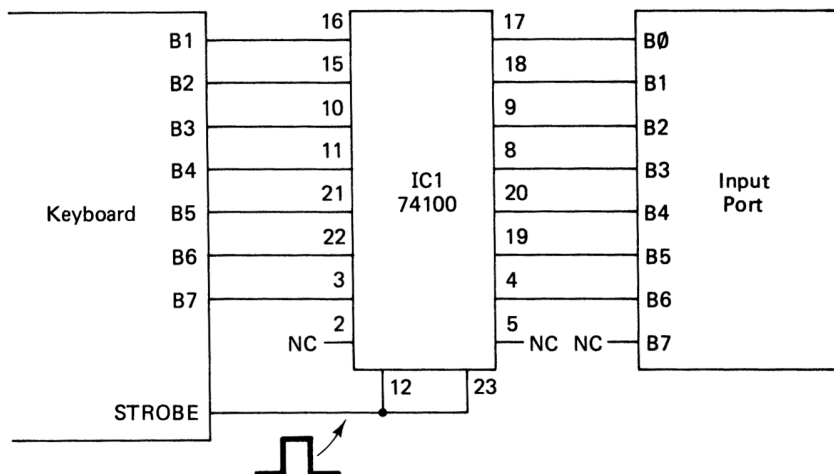 16
17
B1
BØ
15
18
B2
B1
10
9
B3
B2
11
8
B4
B3
IC1
74100
Input
Port
Keyboard
21
20
B5
B4
22
19
B6
B5
3
4
B7
B6
2
5
NC
NC
NC
B7
12
23
STROBE